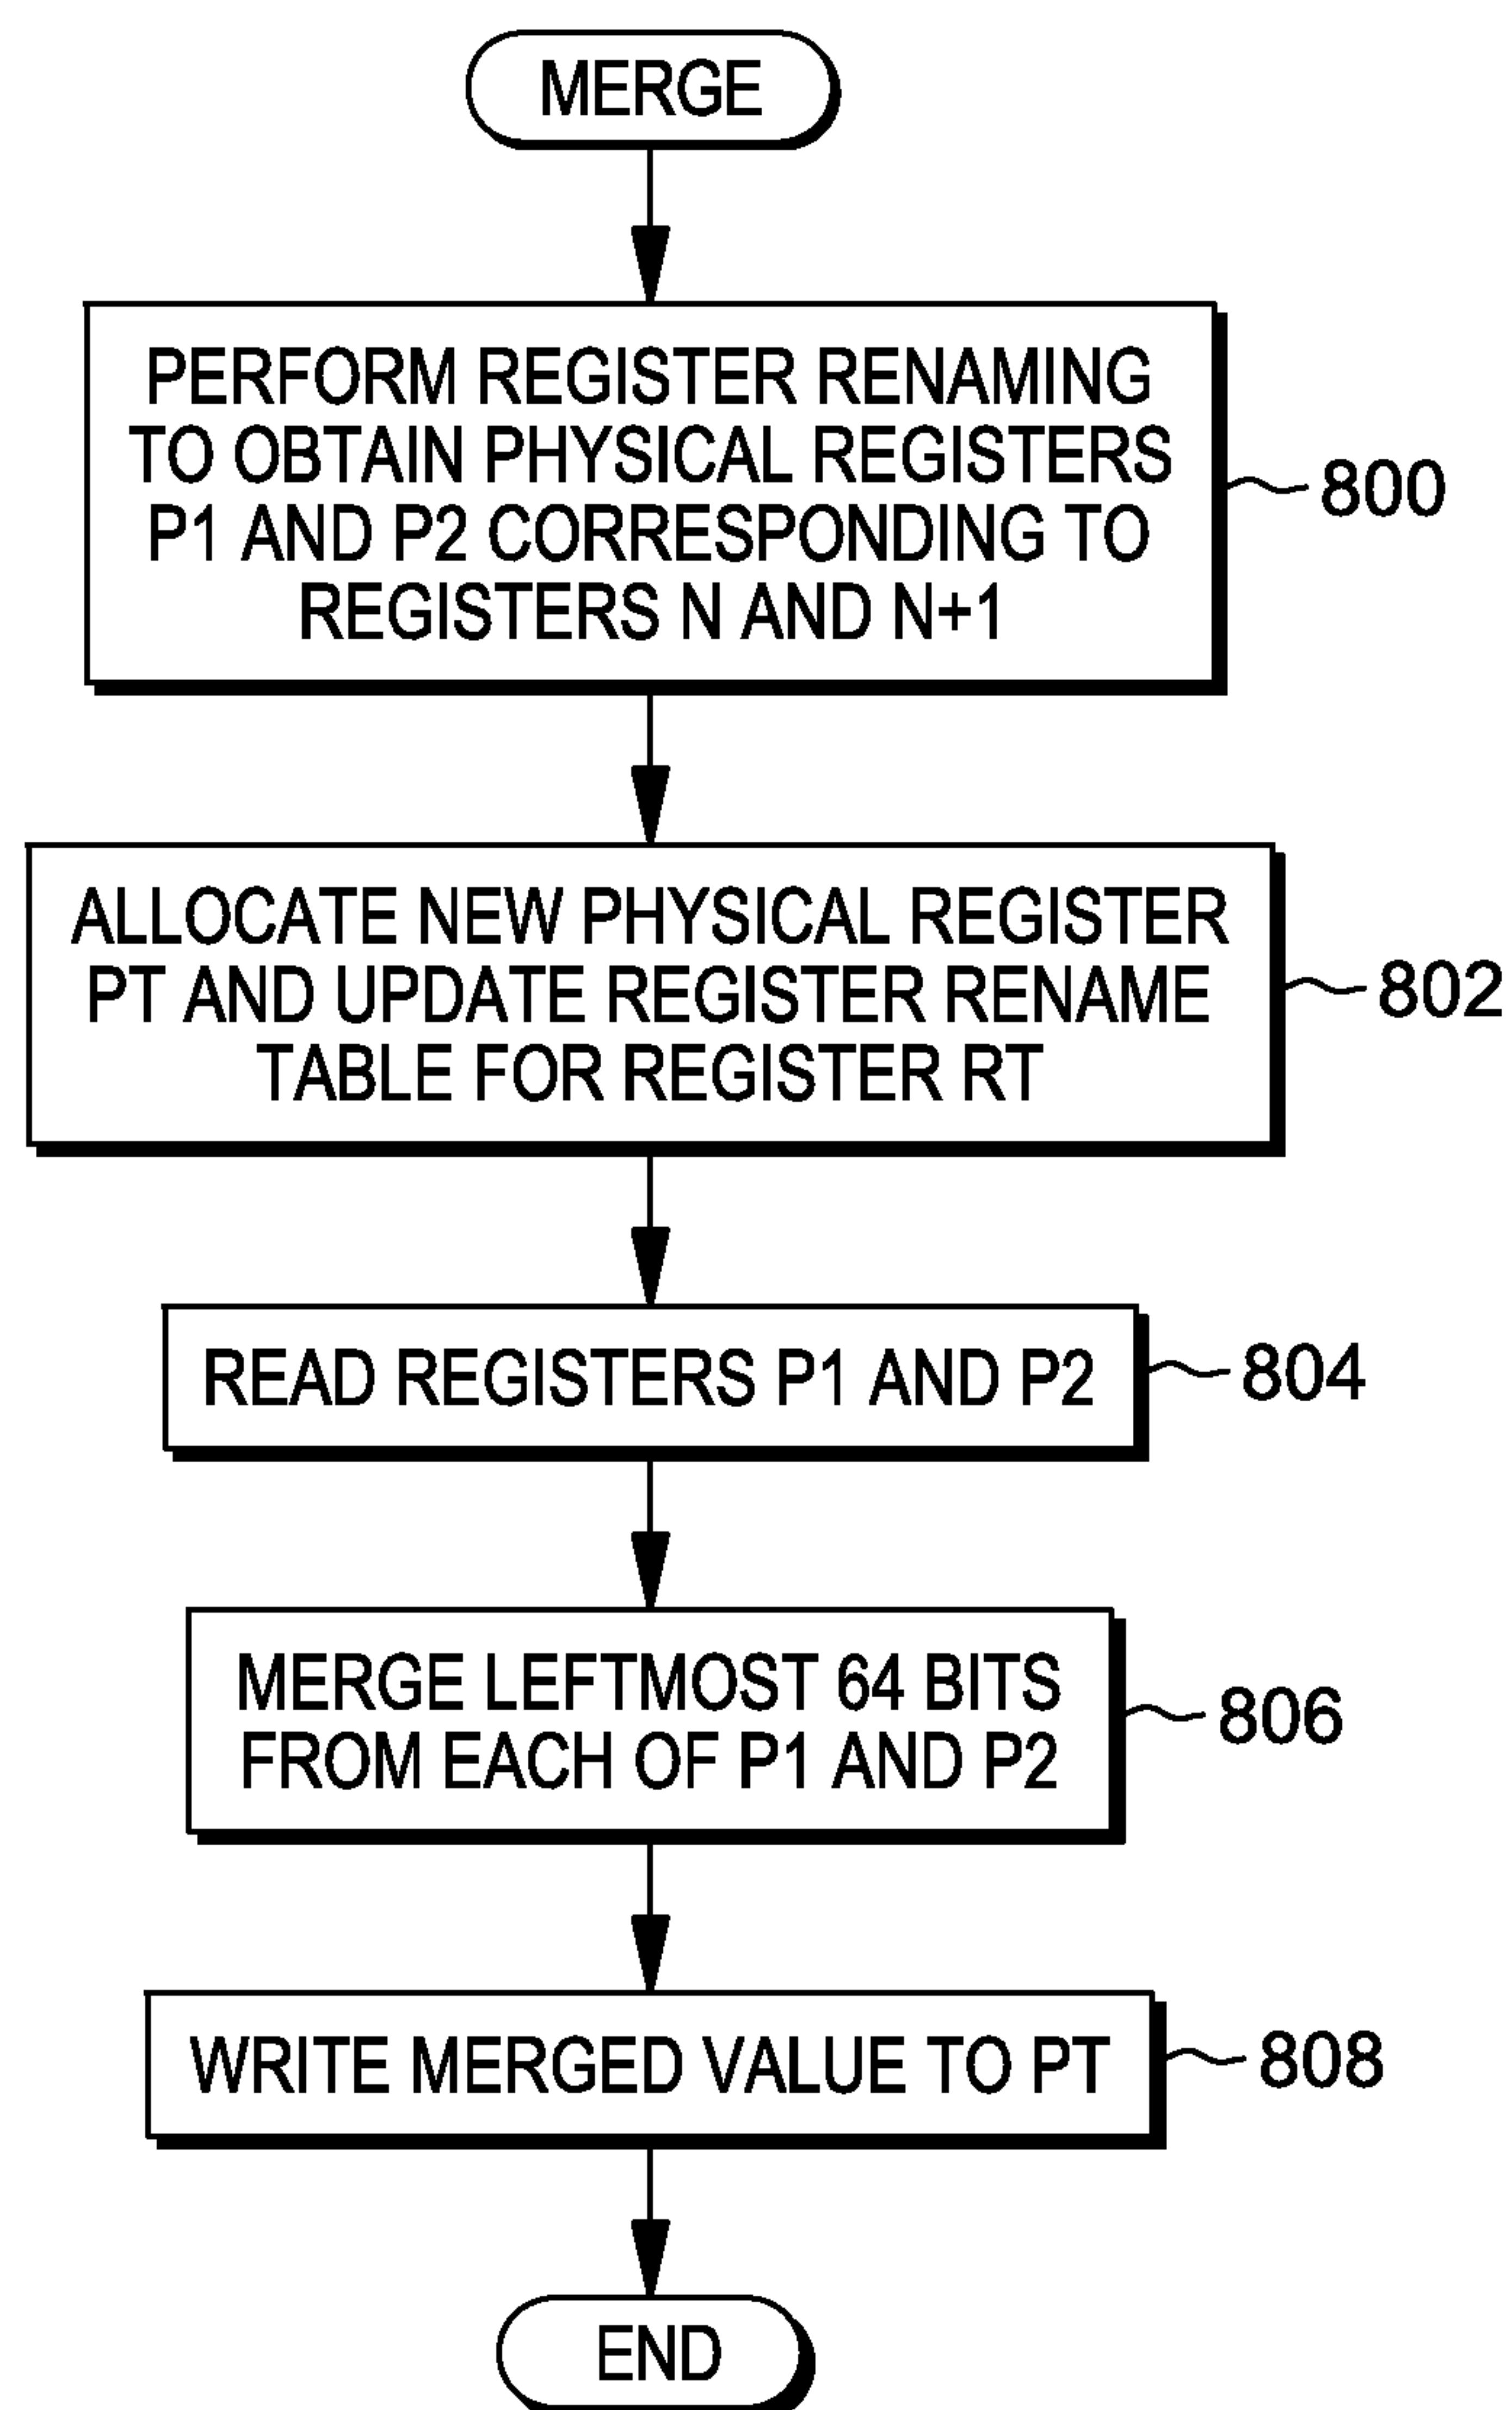 MERGE
PERFORM REGISTER RENAMING
TO OBTAIN PHYSICAL REGISTERS
P1 AND P2 CORRESPONDING TO
REGISTERS N AND N+1
800
ALLOCATE NEW PHYSICAL REGISTER
PT AND UPDATE REGISTER RENAME
TABLE FOR REGISTER RT
802
READ REGISTERS P1 AND P2
804
MERGE LEFTMOST 64 BITS
FROM EACH OF P1 AND P2
806
WRITE MERGED VALUE TO PT
808
END